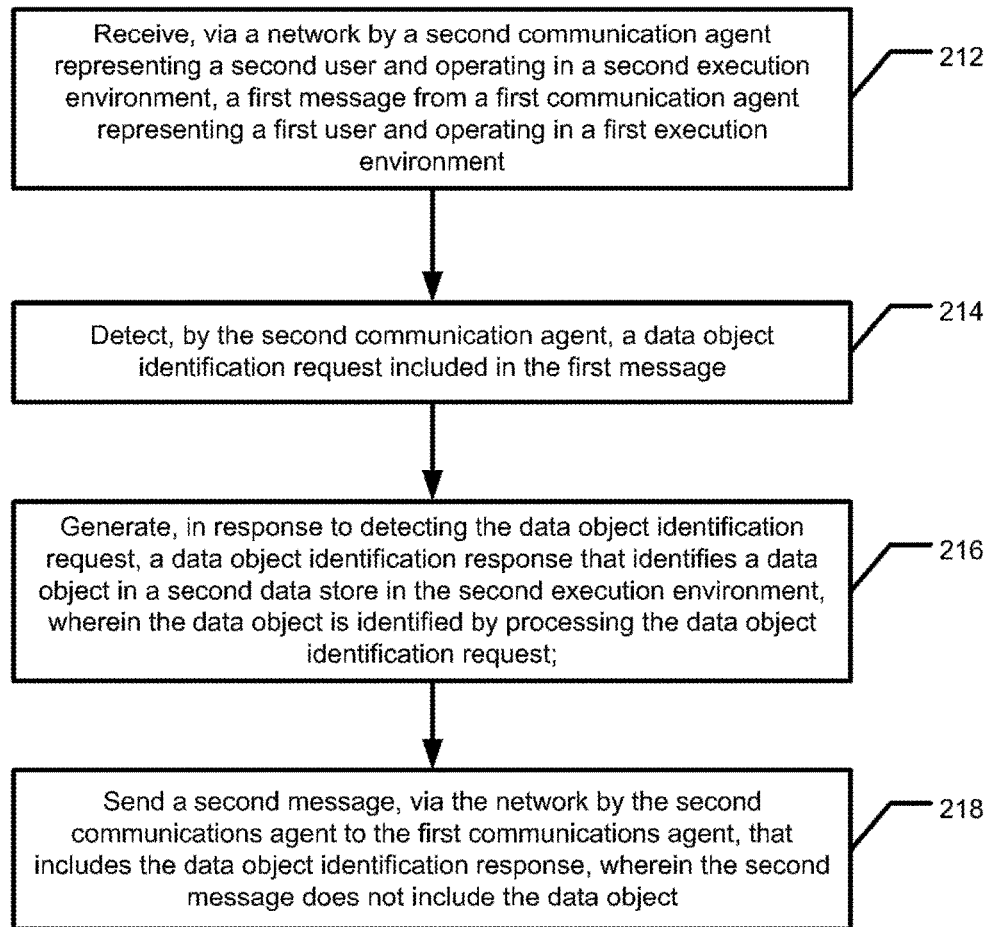 Receive, via a network by a second communication agent
representing a second user and operating in a second execution
environment, a first message from a first communication agent
representing a first user and operating in a first execution
environment
212
Detect, by the second communication agent, a data object
identification request included in the first message
214
Generate, in response to detecting the data object identification
request, a data object identification response that identifies a data
object in a second data store in the second execution environment,
wherein the data object is identified by processing the data object
identification request;
216
Send a second message, via the network by the second
communications agent to the first communications agent, that
includes the data object identification response, wherein the second
message does not include the data object
218